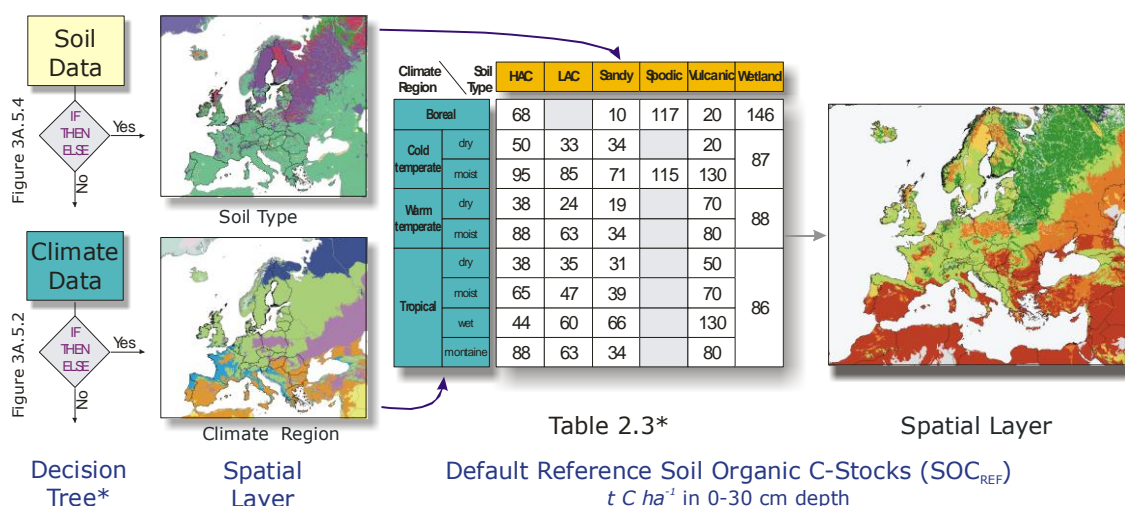 Soil
Data
Figure 3A.5.4
IF
THEN
ELSE
Yes
No
Soil Type
Climate
Data
Figure 3A.5.2
IF
THEN
ELSE
Yes
No
Climate Region
Climate
Region
Soil
Type
HAC LAC Sandy Spodic Vulcanic Wetland
Boreal 68 10 117 20 146
Cold
temperate
dry 50 33 34 20
87
moist 95 85 71 115 130
Warm
temperate
dry 38 24 19 70
88
moist 88 63 34 80
Tropical
dry 38 35 31 50
moist 65 47 39 70
86
wet 44 60 66 130
montaine 88 63 34 80
Table 2.3*
Spatial Layer
Decision
Tree*
Spatial
Layer
Default Reference Soil Organic C-Stocks (SOC_REF)
t C ha⁻¹ in 0-30 cm depth